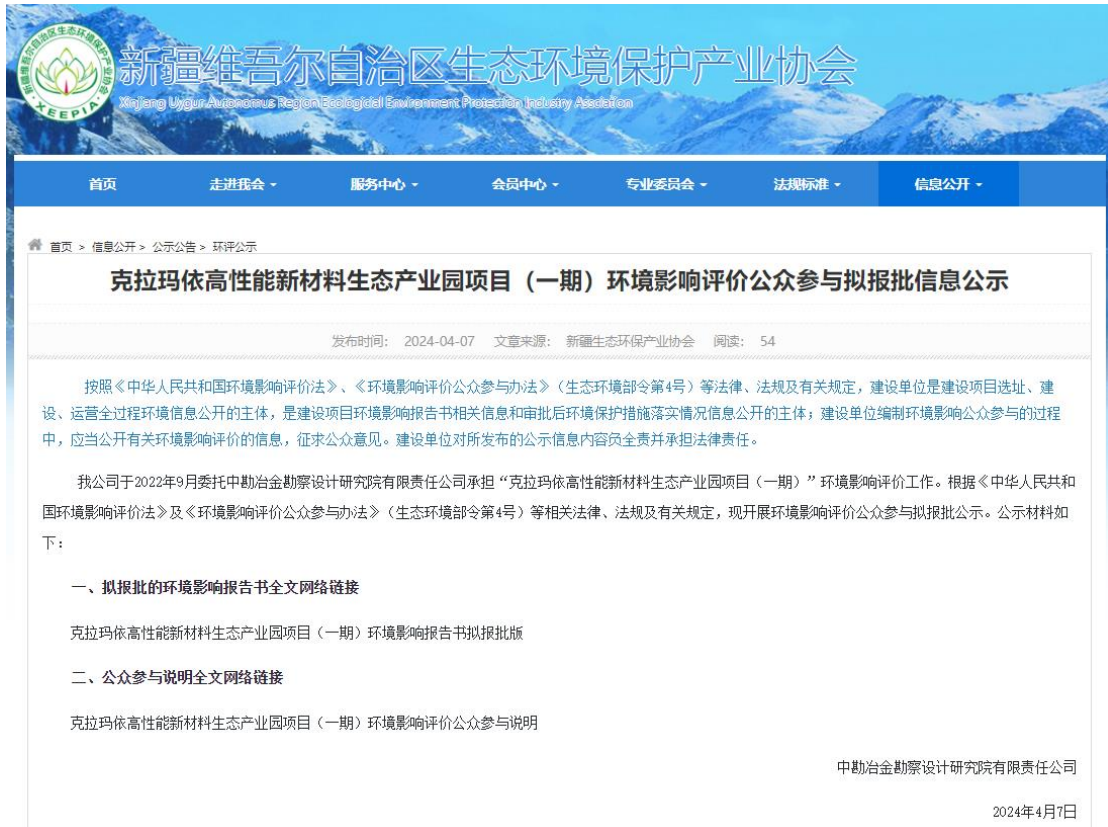 新疆维吾尔自治区生态环境保护产业协会
Xinjiang Uygur Autonomus Region Ecological Environment Protection Industry Assciation
新疆维吾尔自治区生态环境保护产业协会
·XEEPIA·
首页 走进我会 服务中心 会员中心 专业委员会 法规标准 信息公开
首页 > 信息公开 > 公示公告 > 环评公示
克拉玛依高性能新材料生态产业园项目（一期）环境影响评价公众参与拟报批信息公示
发布时间： 2024-04-07 文章来源： 新疆生态环保产业协会 阅读： 54
按照《中华人民共和国环境影响评价法》、《环境影响评价公众参与办法》（生态环境部令第4号）等法律、法规及有关规定，建设单位是建设项目选址、建
设、运营全过程环境信息公开的主体，是建设项目环境影响报告书相关信息和审批后环境保护措施落实情况信息公开的主体；建设单位编制环境影响公众参与的过程
中，应当公开有关环境影响评价的信息，征求公众意见。建设单位对所发布的公示信息内容负全责并承担法律责任。
我公司于2022年9月委托中勘冶金勘察设计研究院有限责任公司承担“克拉玛依高性能新材料生态产业园项目（一期）”环境影响评价工作。根据《中华人民共和
国环境影响评价法》及《环境影响评价公众参与办法》（生态环境部令第4号）等相关法律、法规及有关规定，现开展环境影响评价公众参与拟报批公示。公示材料如
下：
一、拟报批的环境影响报告书全文网络链接
克拉玛依高性能新材料生态产业园项目（一期）环境影响报告书拟报批版
二、公众参与说明全文网络链接
克拉玛依高性能新材料生态产业园项目（一期）环境影响评价公众参与说明
中勘冶金勘察设计研究院有限责任公司
2024年4月7日